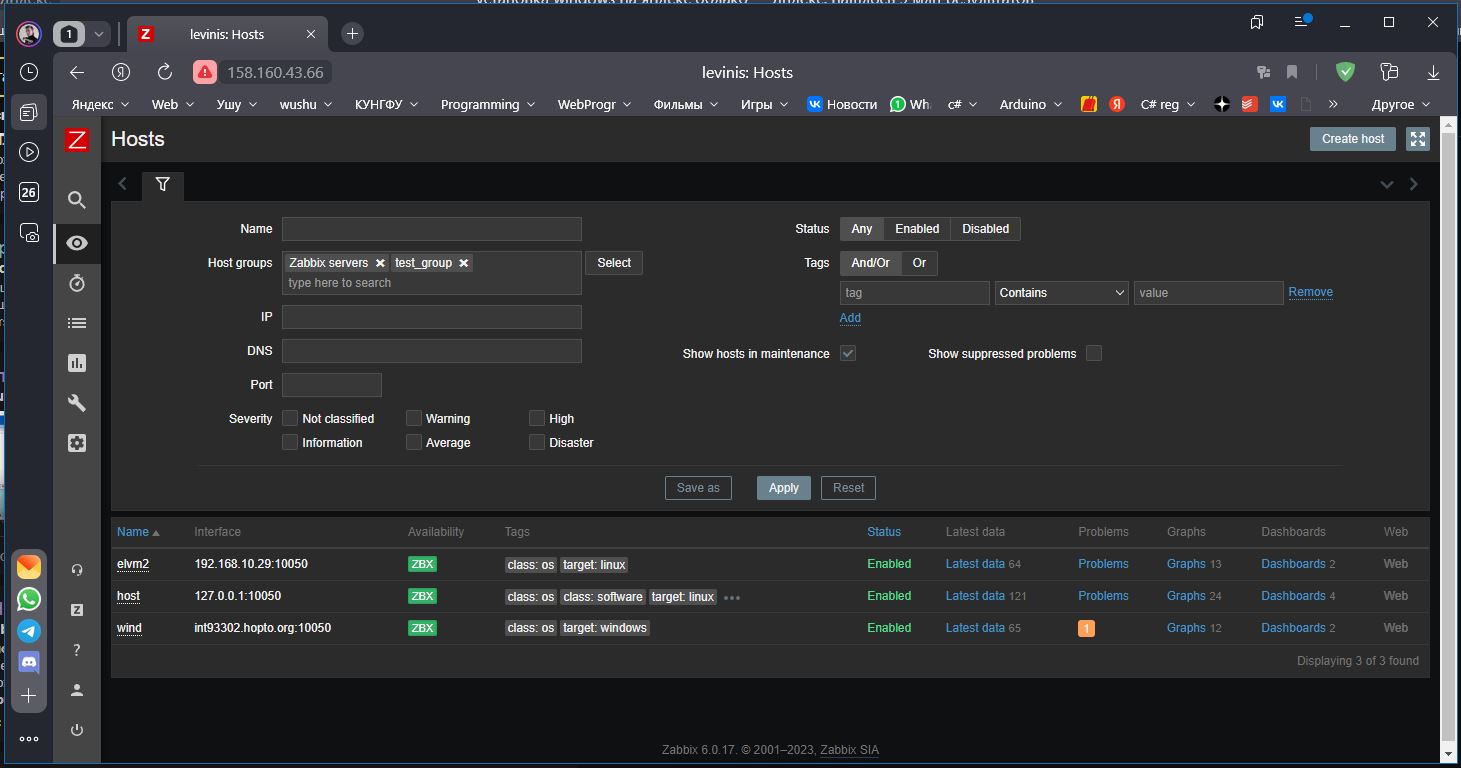 1
levinis: Hosts
158.160.43.66
levinis: Hosts
Яндекс Web Ушу wushu КУНГФУ Programming WebProgr Фильмы Игры Новости Wh c# Arduino C# reg Другое
Hosts
Create host
26
Name
Status Any Enabled Disabled
Host groups Zabbix servers test_group Select
type here to search
Tags And/Or Or
tag Contains value Remove
Add
IP
DNS
Show hosts in maintenance Show suppressed problems
Port
Severity Not classified Warning High
Information Average Disaster
Save as Apply Reset
Name Interface Availability Tags Status Latest data Problems Graphs Dashboards Web
elvm2 192.168.10.29:10050 ZBX class: os target: linux Enabled Latest data 64 Problems Graphs 13 Dashboards 2 Web
host 127.0.0.1:10050 ZBX class: os class: software target: linux ••• Enabled Latest data 121 Problems Graphs 24 Dashboards 4 Web
wind int93302.hopto.org:10050 ZBX class: os target: windows Enabled Latest data 65 1 Graphs 12 Dashboards 2 Web
Displaying 3 of 3 found
Zabbix 6.0.17. © 2001–2023, Zabbix SIA